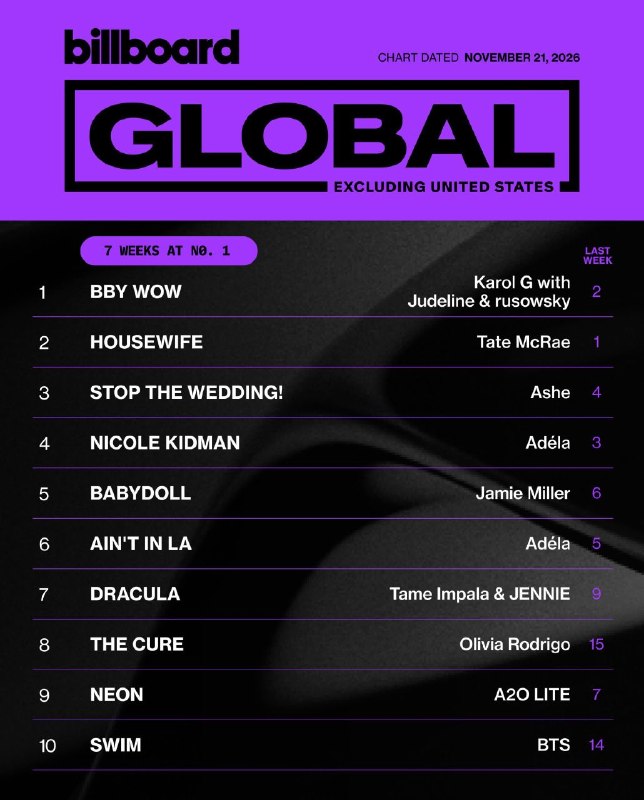 billboard
CHART DATED NOVEMBER 21, 2026
GLOBAL
EXCLUDING UNITED STATES
7 WEEKS AT NO. 1
LAST
WEEK
1 BBY WOW Karol G with
Judeline & rusowsky 2
2 HOUSEWIFE Tate McRae 1
3 STOP THE WEDDING! Ashe 4
4 NICOLE KIDMAN Adéla 3
5 BABYDOLL Jamie Miller 6
6 AIN'T IN LA Adéla 5
7 DRACULA Tame Impala & JENNIE 9
8 THE CURE Olivia Rodrigo 15
9 NEON A2O LITE 7
10 SWIM BTS 14